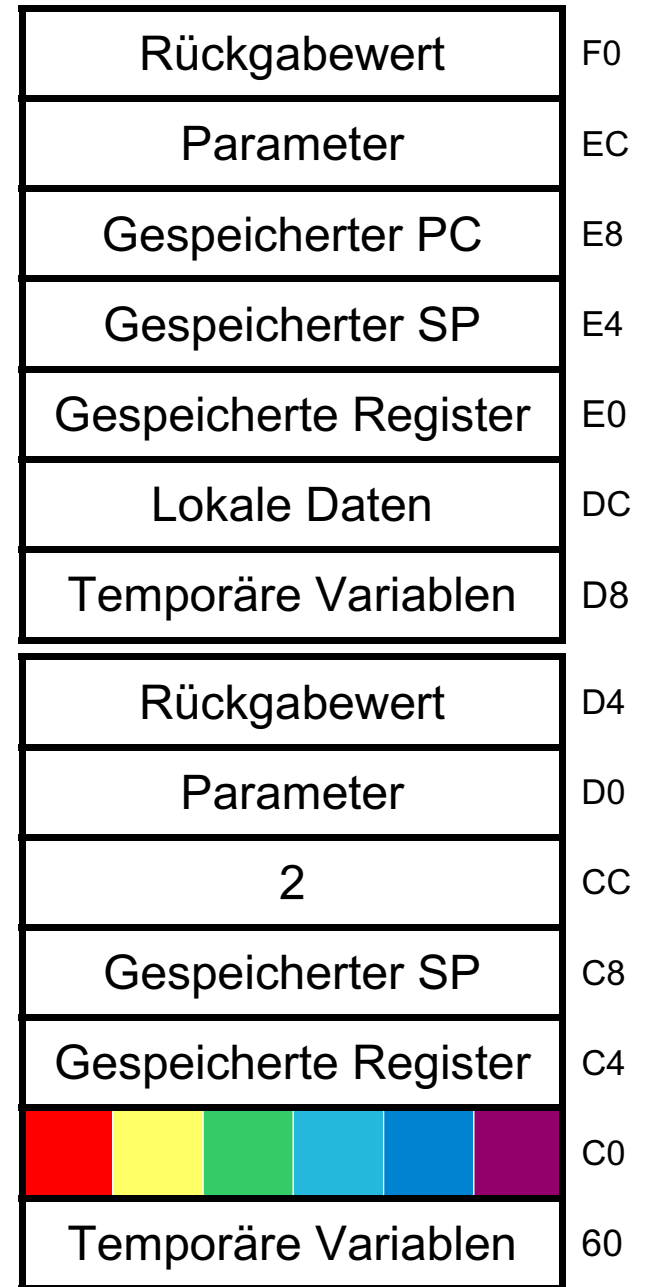 Rückgabewert F0
Parameter EC
Gespeicherter PC E8
Gespeicherter SP E4
Gespeicherte Register E0
Lokale Daten DC
Temporäre Variablen D8
Rückgabewert D4
Parameter D0
2 CC
Gespeicherter SP C8
Gespeicherte Register C4
C0
Temporäre Variablen 60